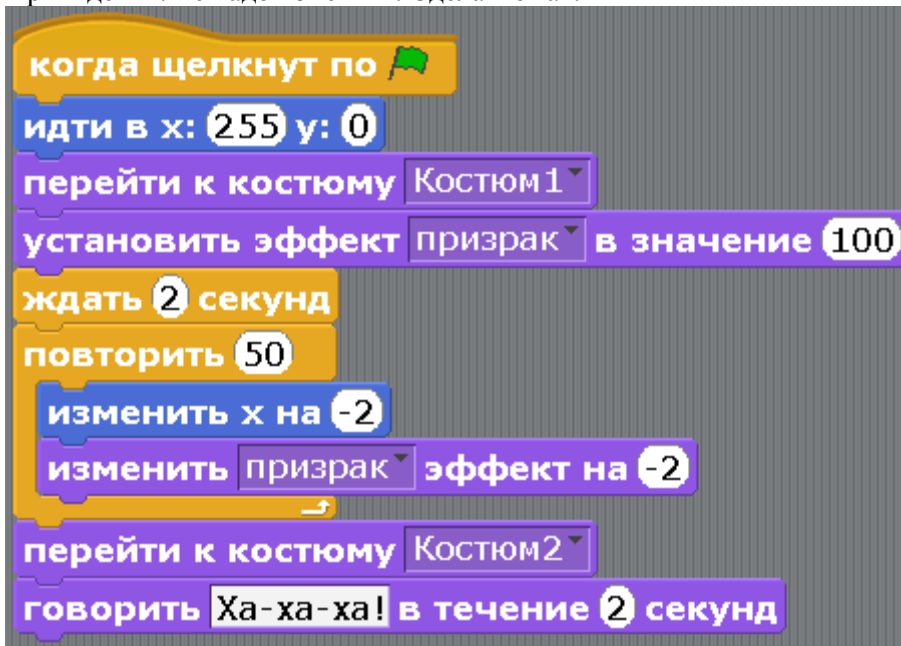 когда щелкнут по
идти в x: 255 y: 0
перейти к костюму Костюм1
установить эффект призрак в значение 100
ждать 2 секунд
повторить 50
изменить x на -2
изменить призрак эффект на -2
перейти к костюму Костюм2
говорить Ха-ха-ха! в течение 2 секунд